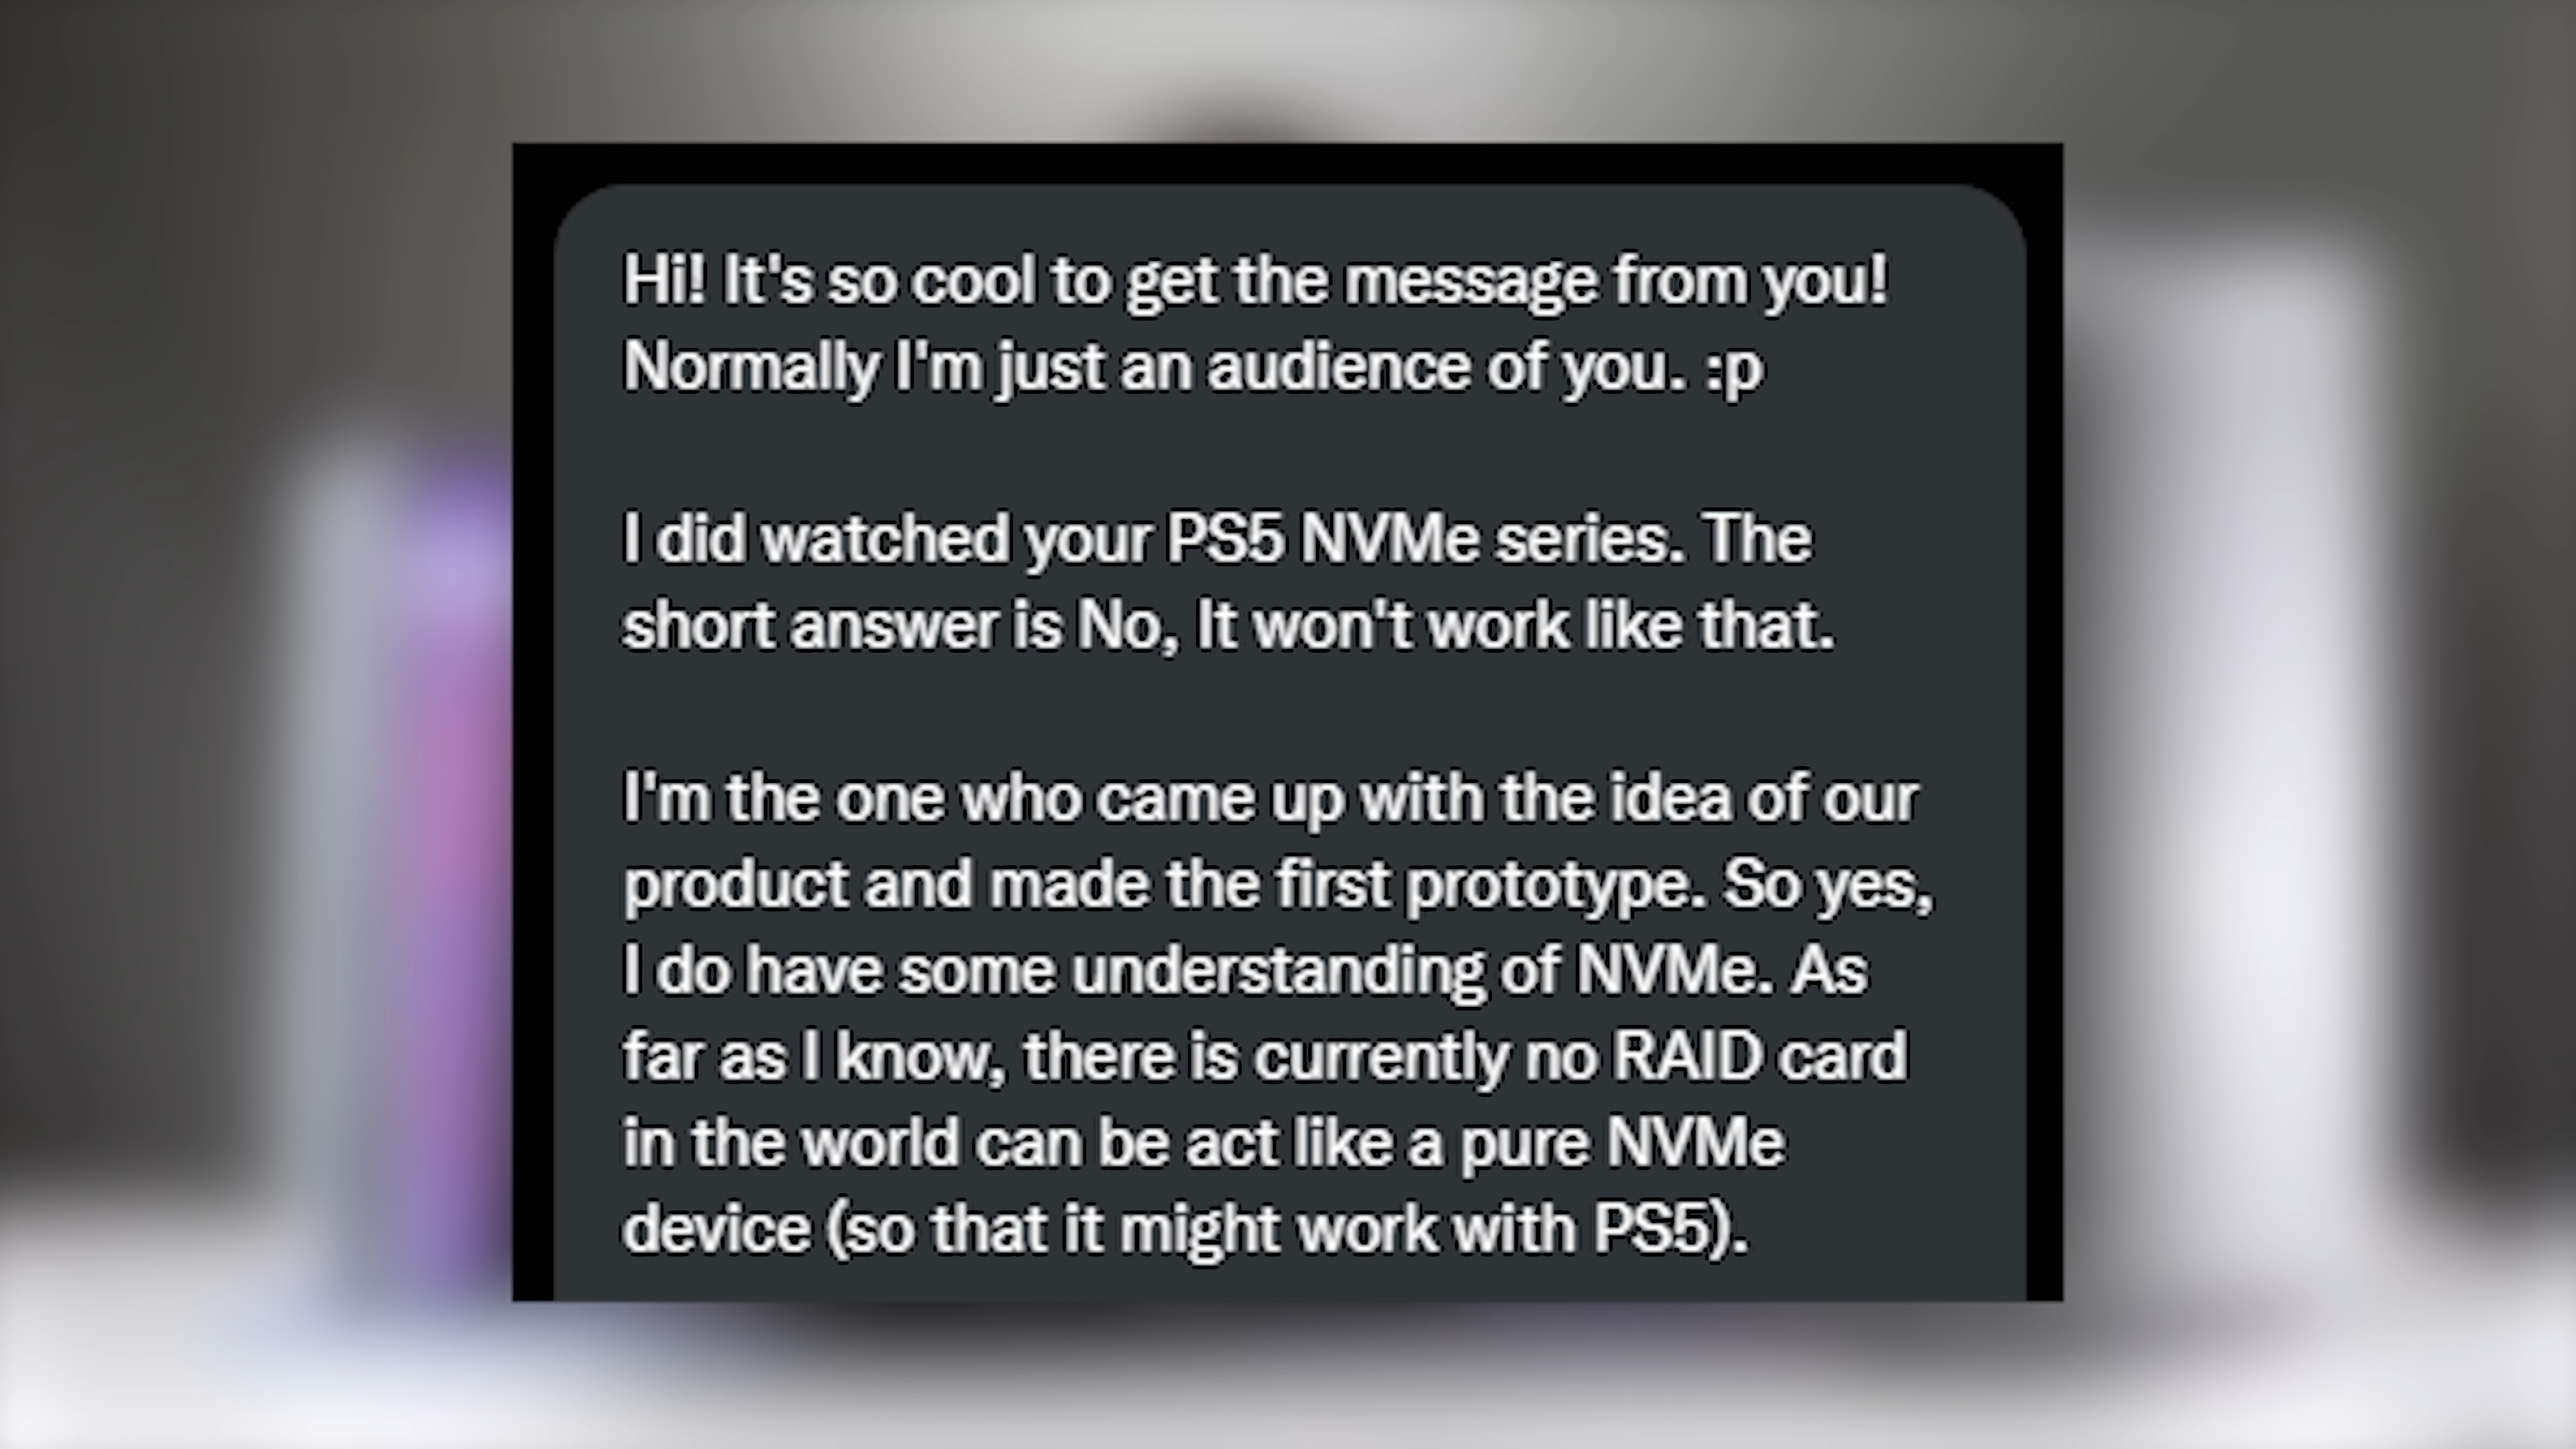 Hi! It's so cool to get the message from you!
Normally I'm just an audience of you. :p
I did watched your PS5 NVMe series. The
short answer is No, It won't work like that.
I'm the one who came up with the idea of our
product and made the first prototype. So yes,
I do have some understanding of NVMe. As
far as I know, there is currently no RAID card
in the world can be act like a pure NVMe
device (so that it might work with PS5).